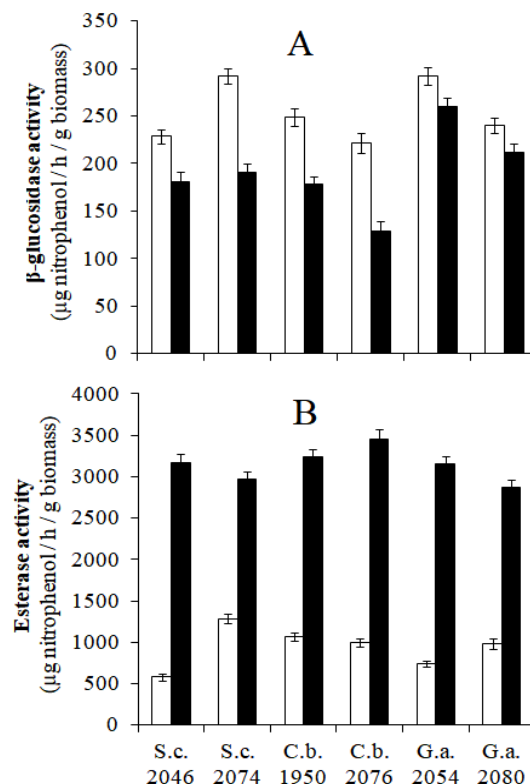 A
β-glucosidase activity
(μg nitrophenol / h / g biomass)
350
300
250
200
150
100
50
0
B
Esterase activity
(μg nitrophenol / h / g biomass)
4000
3500
3000
2500
2000
1500
1000
500
0
S.c. S.c. C.b. C.b. G.a. G.a.
2046 2074 1950 2076 2054 2080